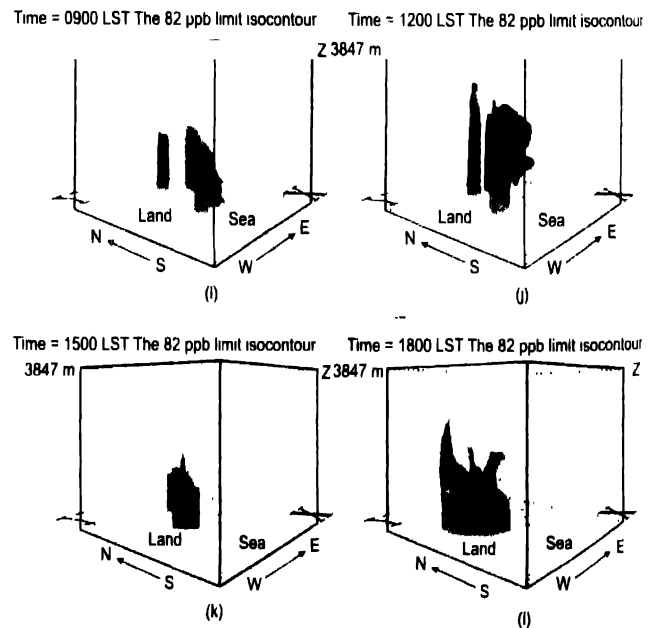 Time = 0900 LST The 82 ppb limit isocontour
Time = 1200 LST The 82 ppb limit isocontour
Z 3847 m
Land
Sea
N
S
W
E
(i)
Land
Sea
N
S
W
E
(j)
Time = 1500 LST The 82 ppb limit isocontour
Time = 1800 LST The 82 ppb limit isocontour
3847 m
Z 3847 m
Z
Land
Sea
N
S
W
E
(k)
Land
Sea
N
S
W
E
(l)